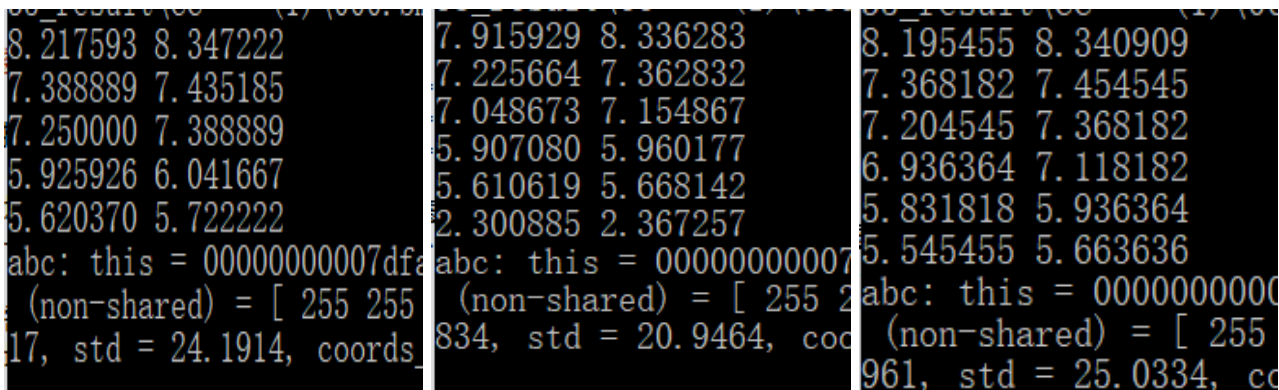 8.217593 8.347222
7.388889 7.435185
7.250000 7.388889
5.925926 6.041667
5.620370 5.722222
abc: this = 00000000007dfa
(non-shared) = [ 255 255
17, std = 24.1914, coords_
7.915929 8.336283
7.225664 7.362832
7.048673 7.154867
5.907080 5.960177
5.610619 5.668142
2.300885 2.367257
abc: this = 00000000007
(non-shared) = [ 255 2
834, std = 20.9464, coo
8.195455 8.340909
7.368182 7.454545
7.204545 7.368182
6.936364 7.118182
5.831818 5.936364
5.545455 5.663636
abc: this = 0000000000
(non-shared) = [ 255
961, std = 25.0334, co